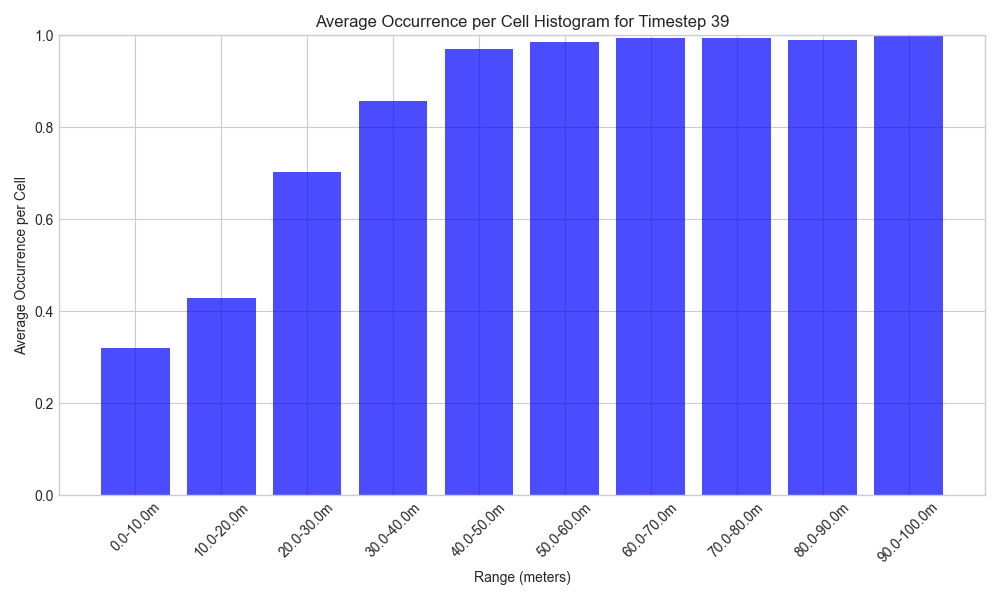 Average Occurrence per Cell Histogram for Timestep 39
Average Occurrence per Cell
1.0
0.8
0.6
0.4
0.2
0.0
0.0-10.0m
10.0-20.0m
20.0-30.0m
30.0-40.0m
40.0-50.0m
50.0-60.0m
60.0-70.0m
70.0-80.0m
80.0-90.0m
90.0-100.0m
Range (meters)